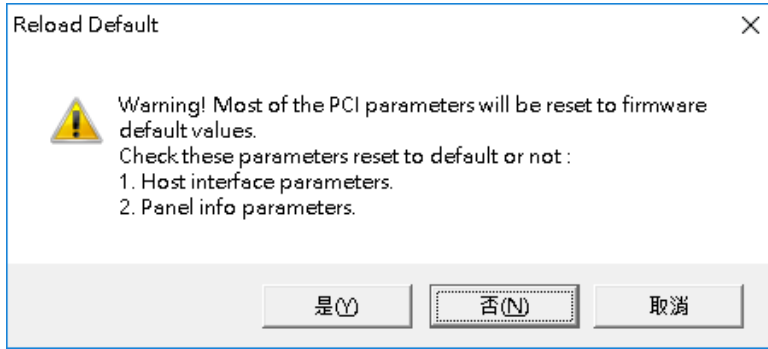 Reload Default
Warning! Most of the PCI parameters will be reset to firmware
default values.
Check these parameters reset to default or not :
1. Host interface parameters.
2. Panel info parameters.
是(Y) 否(N) 取消